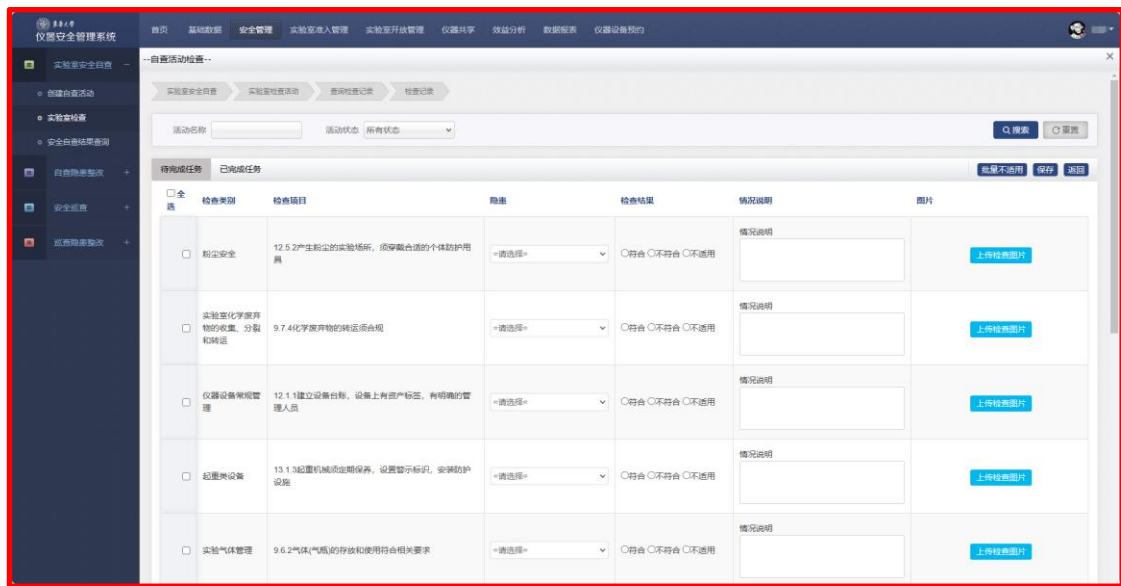 仪器安全管理系统
首页 基础数据 安全管理 实验室准入管理 实验室开放管理 仪器共享 效益分析 数据报表 仪器设备预约
实验室安全自查
创建自查活动
实验室检查
安全自查结果查询
自查隐患整改
安全巡查
巡查隐患整改
--自查活动检查--
实验室安全自查 实验室检查活动 查询检查记录 检查记录
活动名称 活动状态 所有状态 搜索 重置
待完成任务 已完成任务 批量不适用 保存 返回
全选 检查类别 检查项目 隐患 检查结果 情况说明 图片
粉尘安全
12.5.2产生粉尘的实验场所，须穿戴合适的个体防护用
具
=请选择=
符合 不符合 不适用
情况说明
上传检查图片
实验室化学废弃
物的收集、分裂
和转运
9.7.4化学废弃物的转运须合规
=请选择=
符合 不符合 不适用
情况说明
上传检查图片
仪器设备常规管
理
12.1.1建立设备台账，设备上有资产标签，有明确的管
理人员
=请选择=
符合 不符合 不适用
情况说明
上传检查图片
起重类设备
13.1.3起重机械须定期保养，设置警示标识，安装防护
设施
=请选择=
符合 不符合 不适用
情况说明
上传检查图片
实验气体管理
9.6.2气体(气瓶)的存放和使用符合相关要求
=请选择=
符合 不符合 不适用
情况说明
上传检查图片